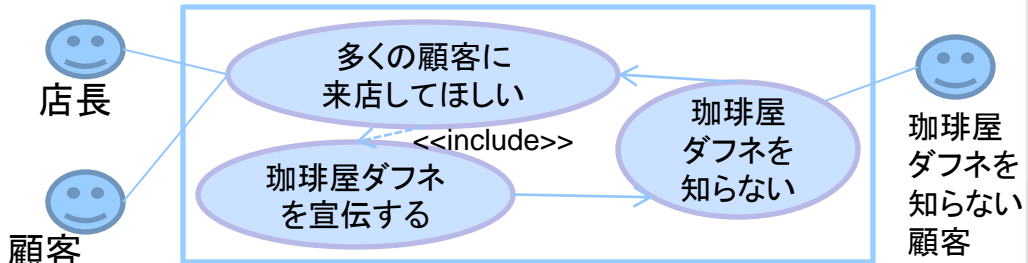 店長
顧客
多くの顧客に
来店してほしい
<<include>>
珈琲屋ダフネ
を宣伝する
珈琲屋
ダフネを
知らない
珈琲屋
ダフネを
知らない
顧客